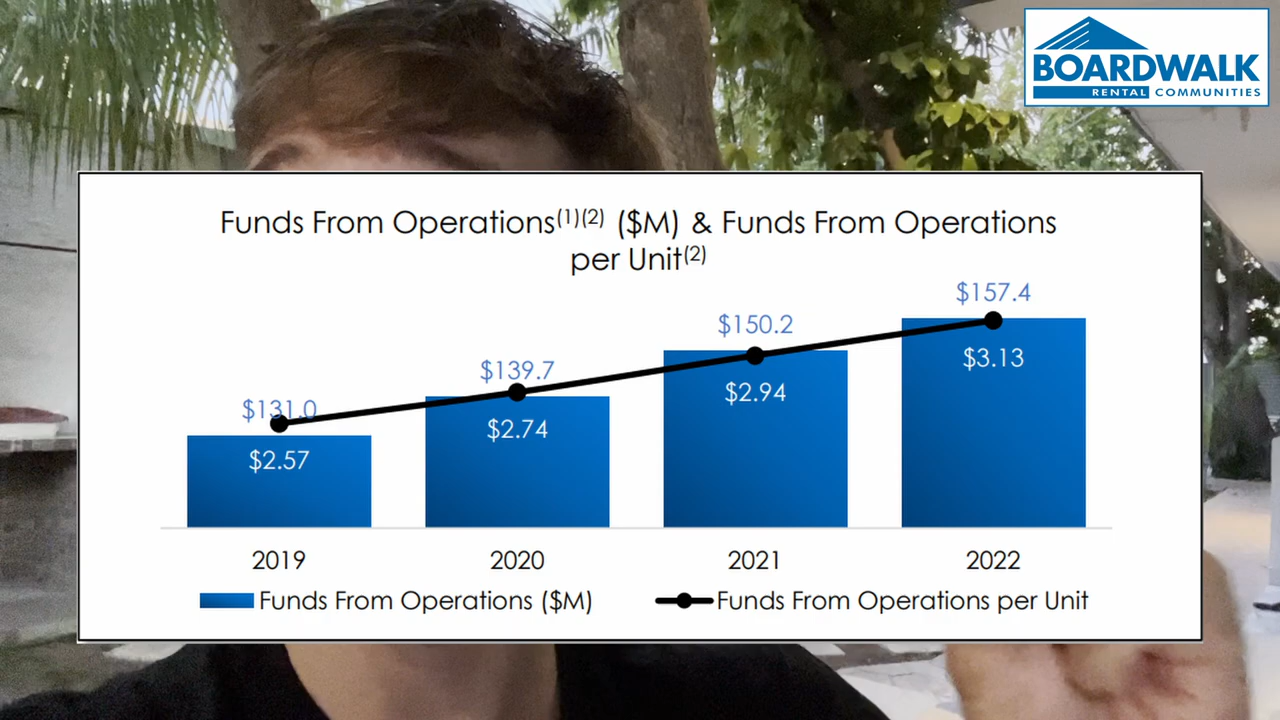 BOARDWALK
RENTAL COMMUNITIES
Funds From Operations(1)(2) ($M) & Funds From Operations
per Unit(2)
$131.0
$139.7
$150.2
$157.4
$2.57
$2.74
$2.94
$3.13
2019
2020
2021
2022
Funds From Operations ($M)
Funds From Operations per Unit